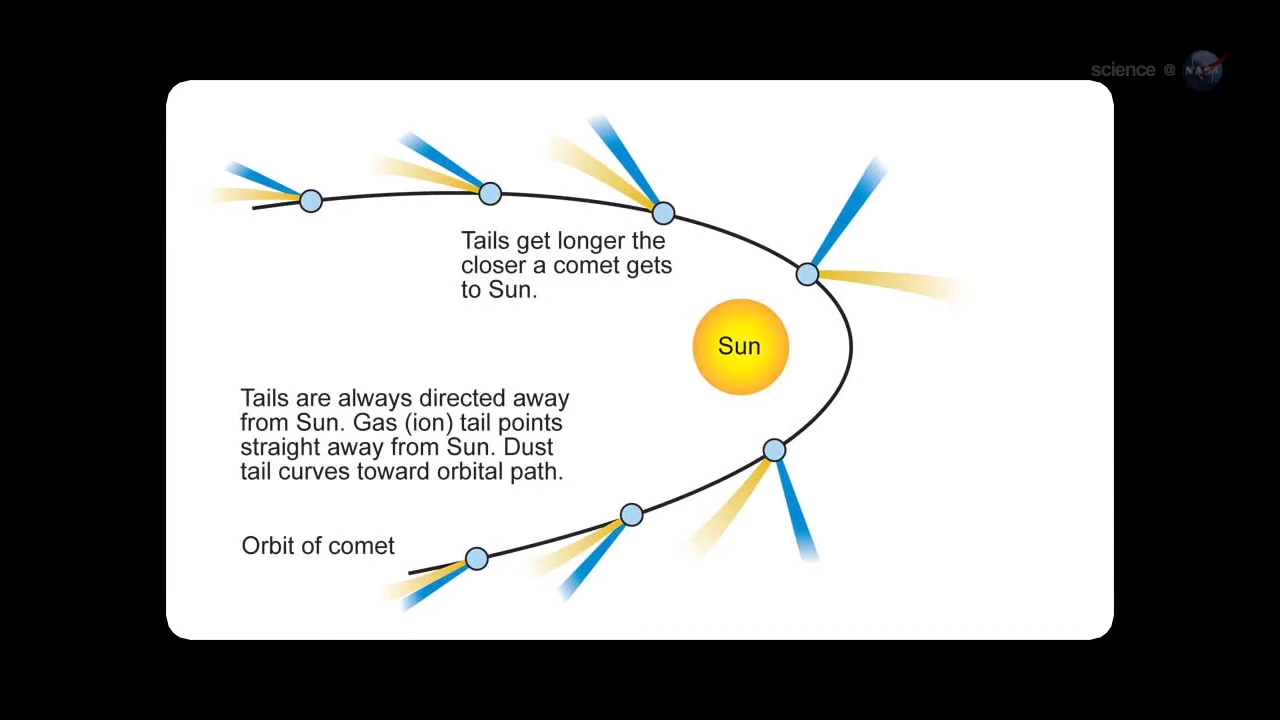 science @ NASA
Tails get longer the
closer a comet gets
to Sun.
Sun
Tails are always directed away
from Sun. Gas (ion) tail points
straight away from Sun. Dust
tail curves toward orbital path.
Orbit of comet